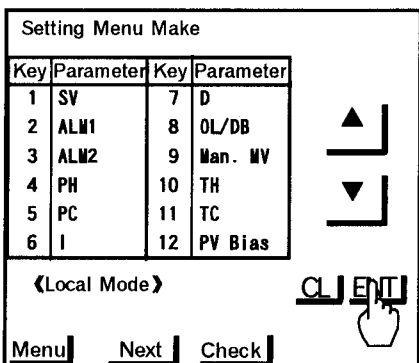 Setting Menu Make
Key Parameter Key Parameter
1 SV 7 D
2 ALM1 8 OL/DB
3 ALM2 9 Man. MV
4 PH 10 TH
5 PC 11 TC
6 I 12 PV Bias
▲
▼
《Local Mode》 CL ENT
Menu Next Check